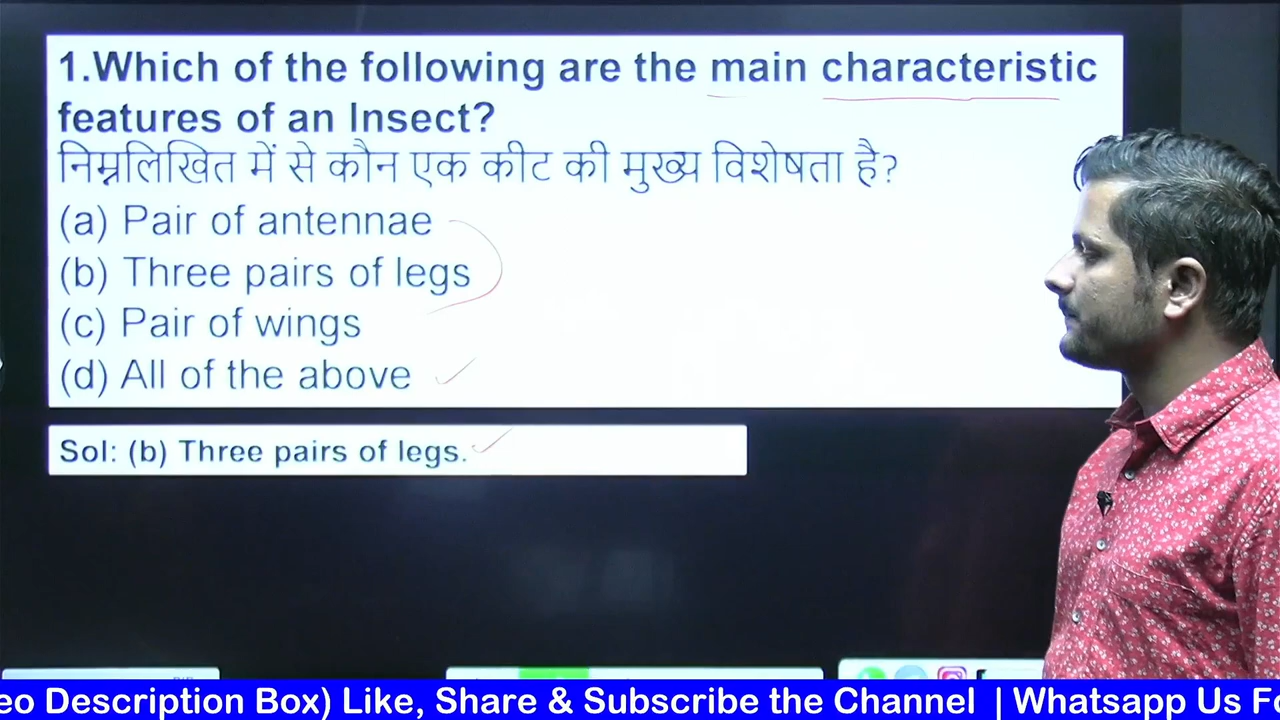 1.Which of the following are the main characteristic
features of an Insect?
निम्नलिखित में से कौन एक कीट की मुख्य विशेषता है?
(a) Pair of antennae
(b) Three pairs of legs
(c) Pair of wings
(d) All of the above
Sol: (b) Three pairs of legs.
Description Box) Like, Share & Subscribe the Channel | Whatsapp Us